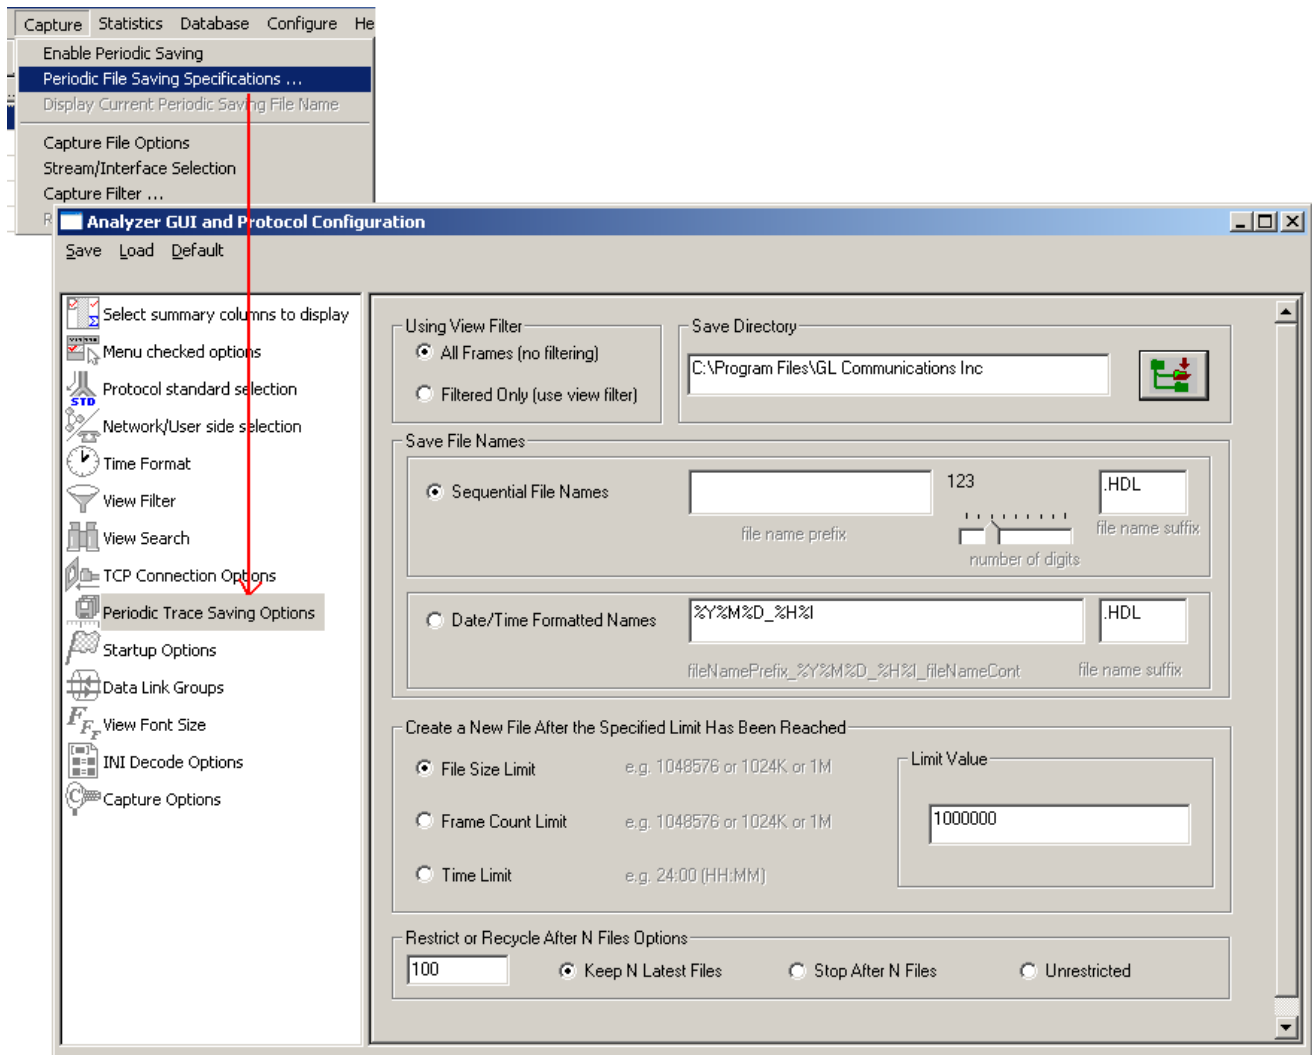 Capture Statistics Database Configure He
Enable Periodic Saving
Periodic File Saving Specifications ...
Display Current Periodic Saving File Name
Capture File Options
Stream/Interface Selection
Capture Filter ...
R
Analyzer GUI and Protocol Configuration
Save Load Default
Select summary columns to display
Menu checked options
Protocol standard selection
Network/User side selection
Time Format
View Filter
View Search
TCP Connection Options
Periodic Trace Saving Options
Startup Options
Data Link Groups
View Font Size
INI Decode Options
Capture Options
Using View Filter
All Frames (no filtering)
Filtered Only (use view filter)
Save Directory
C:\Program Files\GL Communications Inc
Save File Names
Sequential File Names
file name prefix
123
number of digits
.HDL
file name suffix
Date/Time Formatted Names
%Y%M%D_%H%I
fileNamePrefix_%Y%M%D_%H%I_fileNameCont
.HDL
file name suffix
Create a New File After the Specified Limit Has Been Reached
File Size Limit e.g. 1048576 or 1024K or 1M
Frame Count Limit e.g. 1048576 or 1024K or 1M
Time Limit e.g. 24:00 (HH:MM)
Limit Value
1000000
Restrict or Recycle After N Files Options
100 Keep N Latest Files Stop After N Files Unrestricted